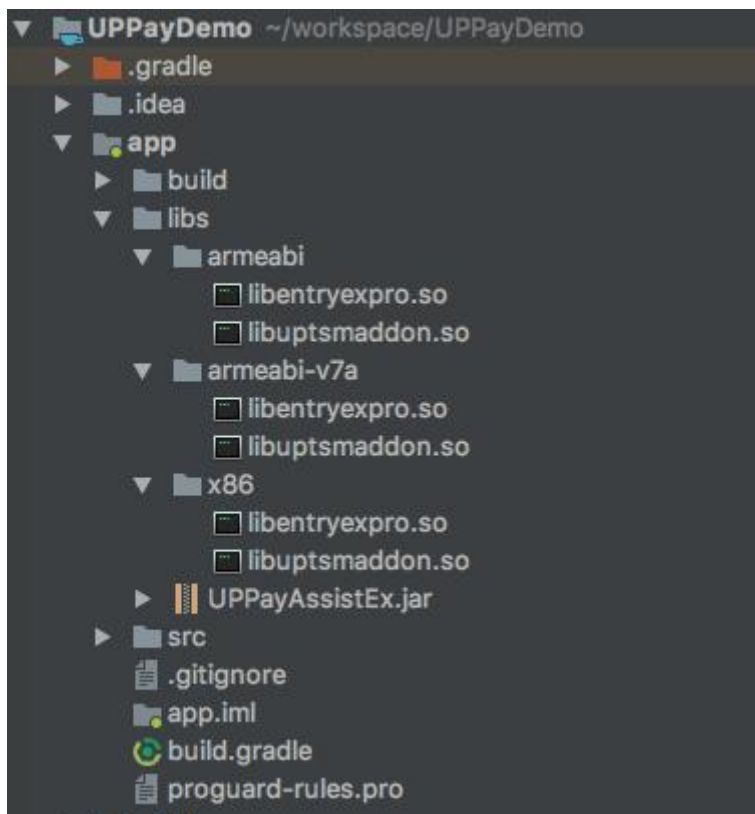 UPPayDemo ~/workspace/UPPayDemo
.gradle
.idea
app
build
libs
armeabi
libentryexpro.so
libuptsmaddon.so
armeabi-v7a
libentryexpro.so
libuptsmaddon.so
x86
libentryexpro.so
libuptsmaddon.so
UPPayAssistEx.jar
src
.gitignore
app.iml
build.gradle
proguard-rules.pro